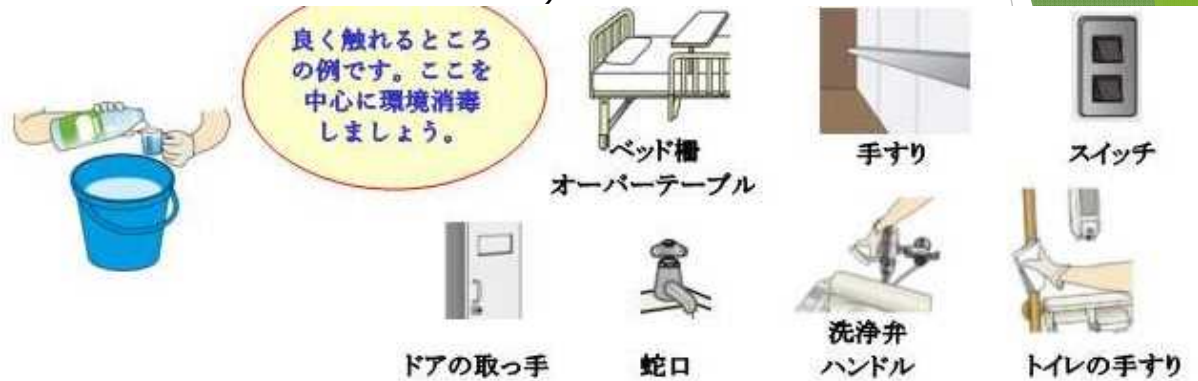 良く触れるところ
の例です。ここを
中心に環境消毒
しましょう。
ベッド柵
オーバーテーブル
手すり
スイッチ
ドアの取っ手
蛇口
洗浄弁
ハンドル
トイレの手すり